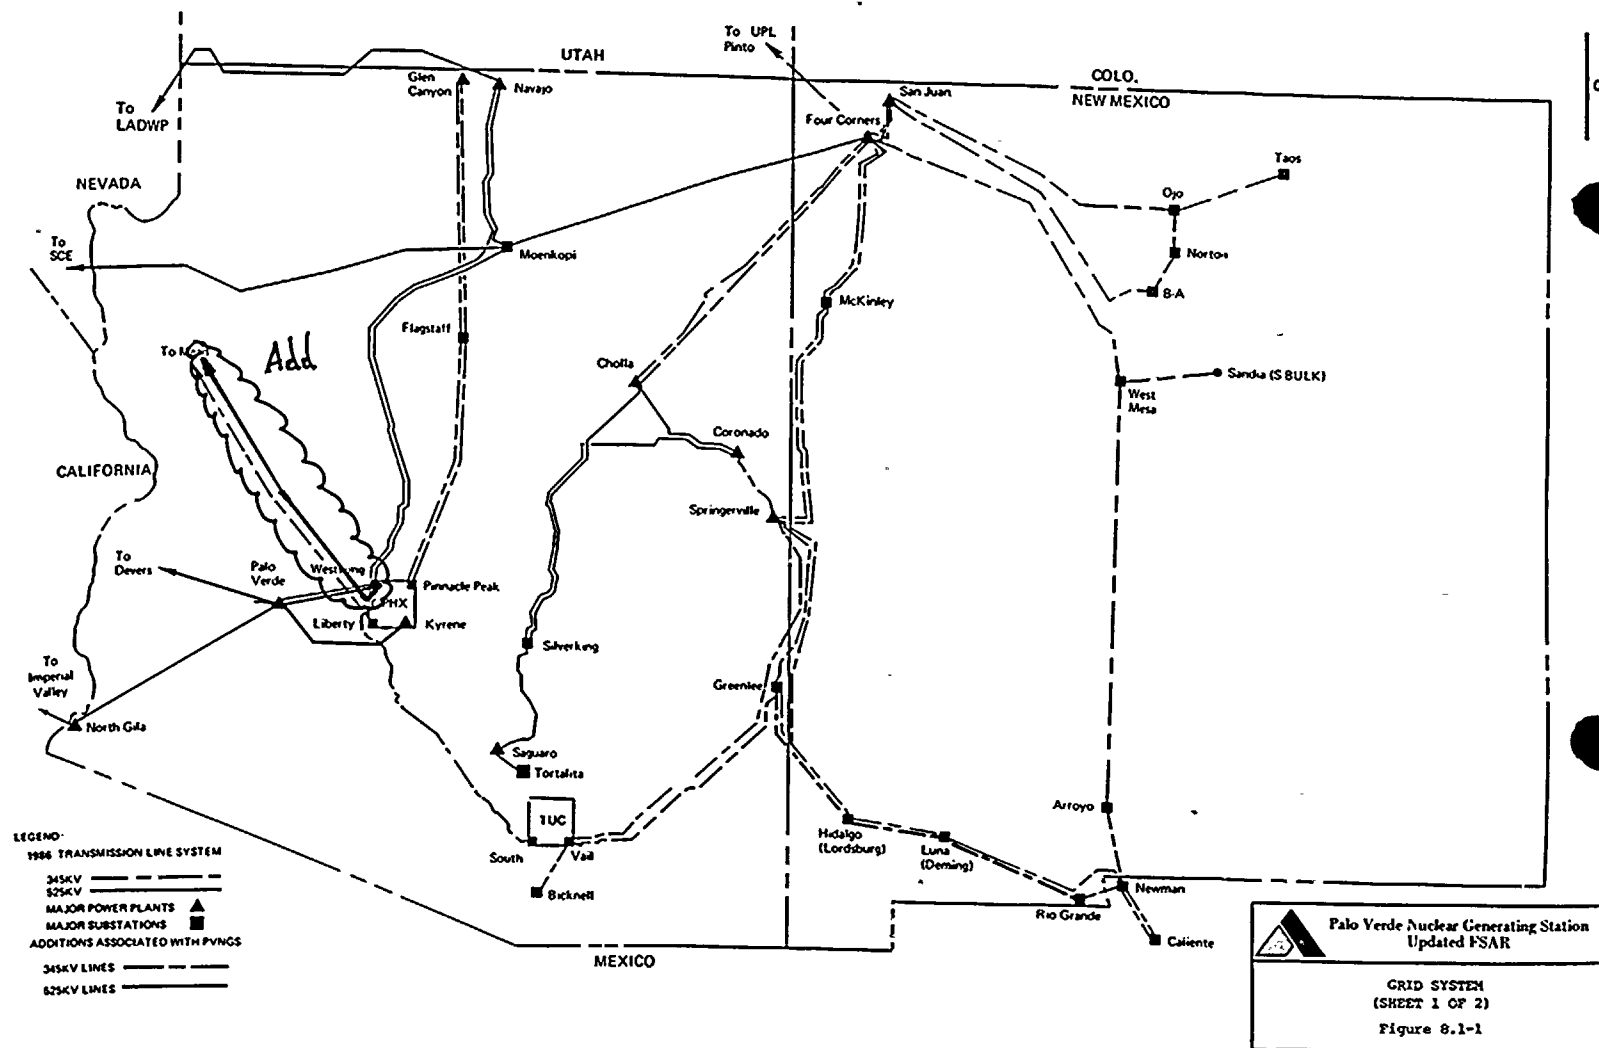 To UPL
Pinto
UTAH
COLO.
NEW MEXICO
Glen
Canyon
Navajo
San Juan
Four Corners
To
LADWP
Taos
NEVADA
Ojo
To
SCE
Moenkopi
Norton
B-A
McKinley
Flagstaff
To
Add
Cholla
Sandia (S BULK)
West
Mesa
Coronado
CALIFORNIA
Springerville
To
Devers
Palo
Verde
Westwing
Pinnacle Peak
PHX
Liberty
Kyrene
Silverking
To
Imperial
Valley
Greenlee
North Gila
Saguaro
Tortalita
Arroyo
TUC
Hidalgo
(Lordsburg)
Luna
(Deming)
South
Vail
Bicknell
Newman
Rio Grande
Caliente
MEXICO
LEGEND:
1986 TRANSMISSION LINE SYSTEM
345KV
525KV
MAJOR POWER PLANTS
MAJOR SUBSTATIONS
ADDITIONS ASSOCIATED WITH PVNGS
345KV LINES
525KV LINES
Palo Verde Nuclear Generating Station
Updated FSAR
GRID SYSTEM
(SHEET 1 OF 2)
Figure 8.1-1